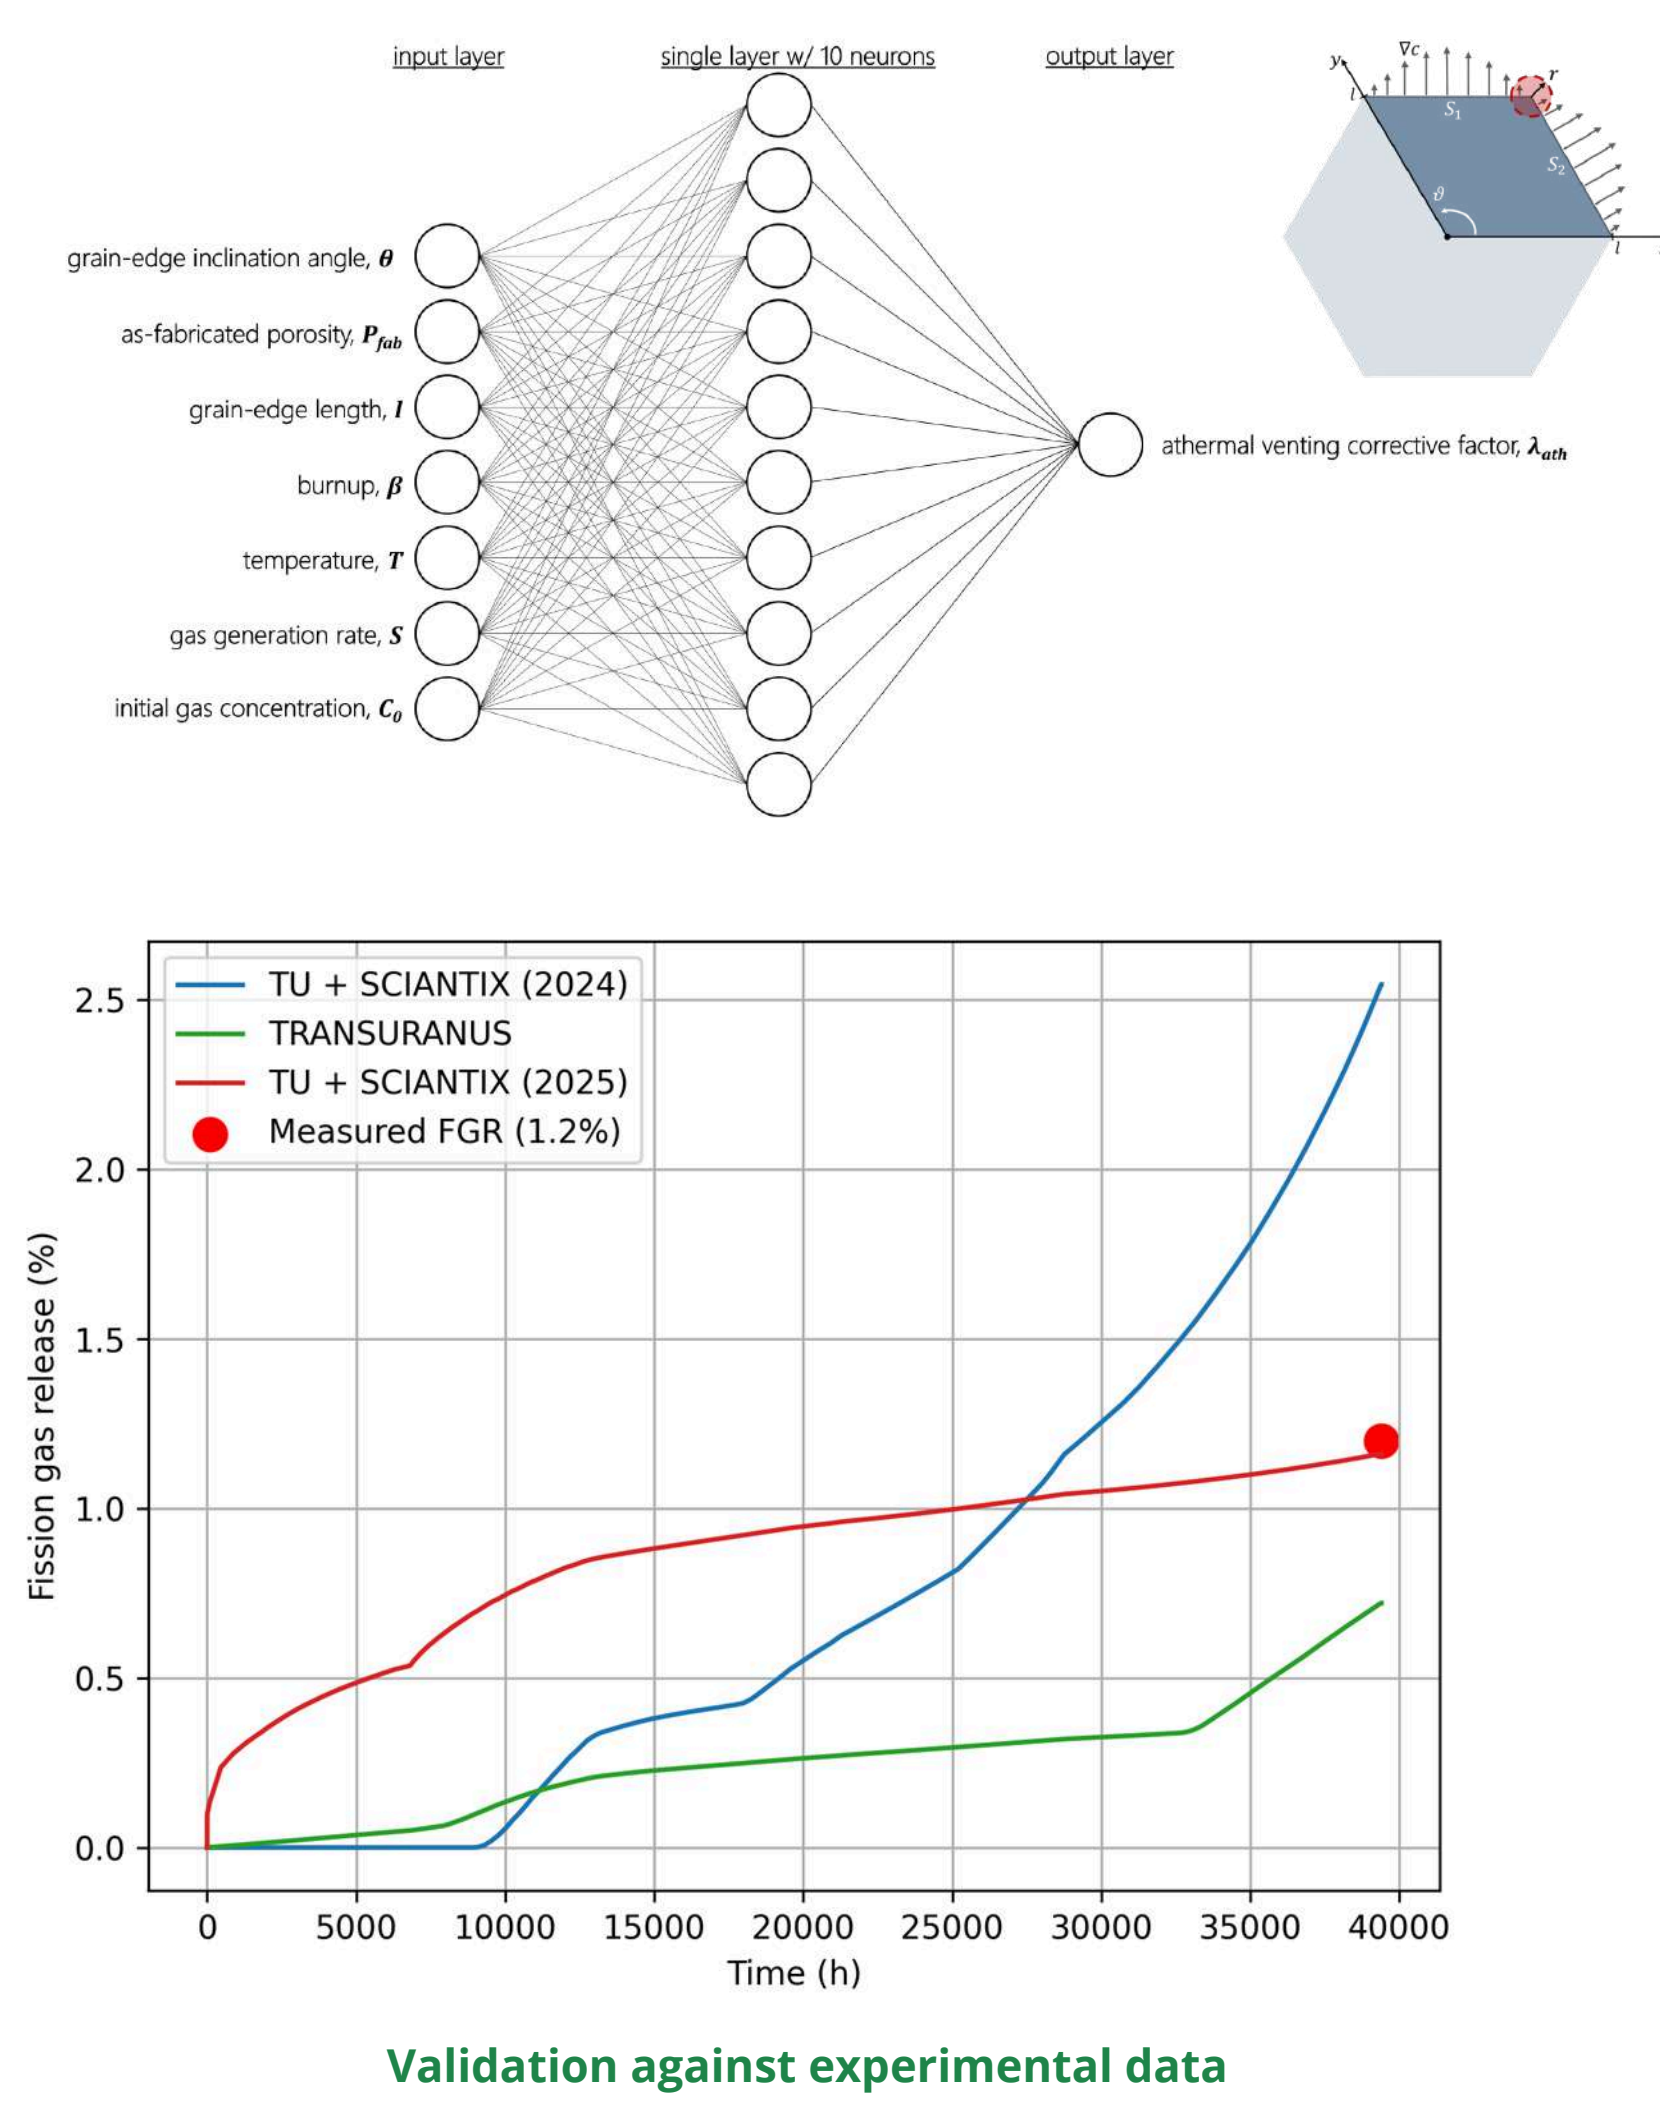 input layer
single layer w/ 10 neurons
output layer
grain-edge inclination angle, θ
as-fabricated porosity, P_fab
grain-edge length, l
burnup, β
temperature, T
gas generation rate, S
initial gas concentration, C_0
athermal venting corrective factor, λ_ath
y
∇c
r
l
S_1
S_2
ϑ
l
TU + SCIANTIX (2024)
TRANSURANUS
TU + SCIANTIX (2025)
Measured FGR (1.2%)
Fission gas release (%)
2.5
2.0
1.5
1.0
0.5
0.0
0 5000 10000 15000 20000 25000 30000 35000 40000
Time (h)
Validation against experimental data